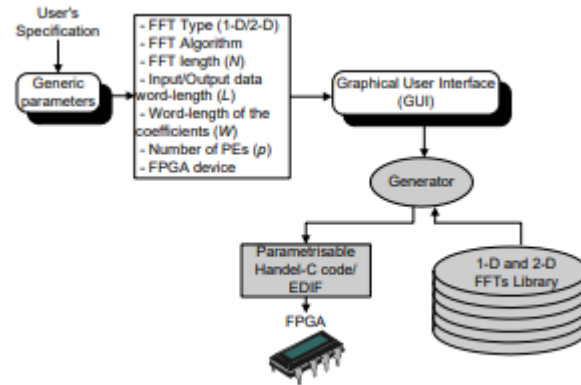 User's
Specification
Generic
parameters
- FFT Type (1-D/2-D)
- FFT Algorithm
- FFT length (N)
- Input/Output data
word-length (L)
- Word-length of the
coefficients (W)
- Number of PEs (p)
- FPGA device
Graphical User Interface
(GUI)
Generator
Parametrisable
Handel-C code/
EDIF
FPGA
1-D and 2-D
FFTs Library